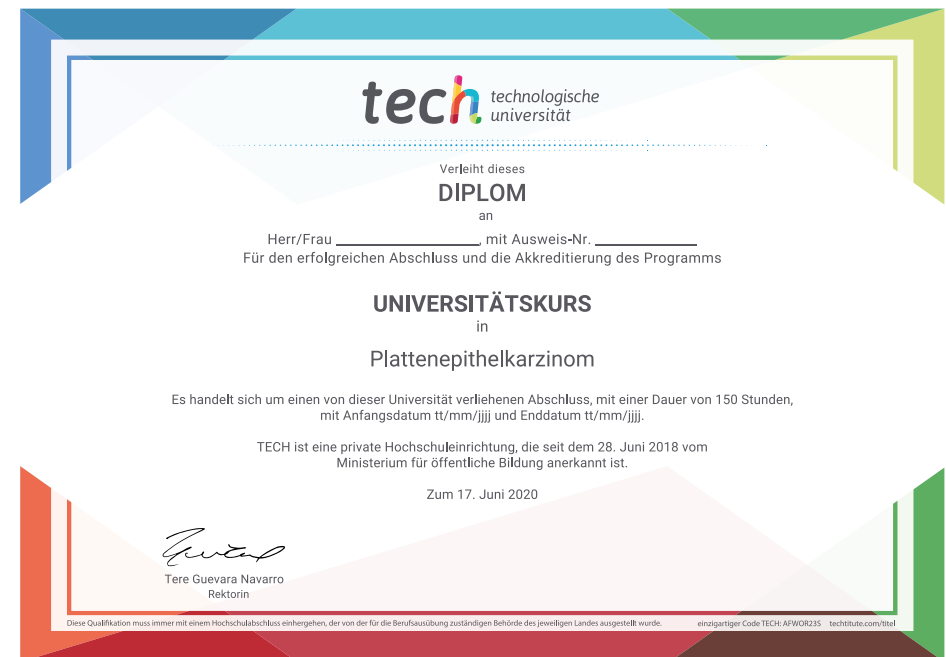 tech technologische
universität
Verleiht dieses
DIPLOM
an
Herr/Frau ____________________, mit Ausweis-Nr. ______________
Für den erfolgreichen Abschluss und die Akkreditierung des Programms
UNIVERSITÄTSKURS
in
Plattenepithelkarzinom
Es handelt sich um einen von dieser Universität verliehenen Abschluss, mit einer Dauer von 150 Stunden,
mit Anfangsdatum tt/mm/jjjj und Enddatum tt/mm/jjjj.
TECH ist eine private Hochschuleinrichtung, die seit dem 28. Juni 2018 vom
Ministerium für öffentliche Bildung anerkannt ist.
Zum 17. Juni 2020
Tere Guevara Navarro
Rektorin
Diese Qualifikation muss immer mit einem Hochschulabschluss einhergehen, der von der für die Berufsausübung zuständigen Behörde des jeweiligen Landes ausgestellt wurde. einzigartiger Code TECH: AFWOR23S techtitute.com/titel